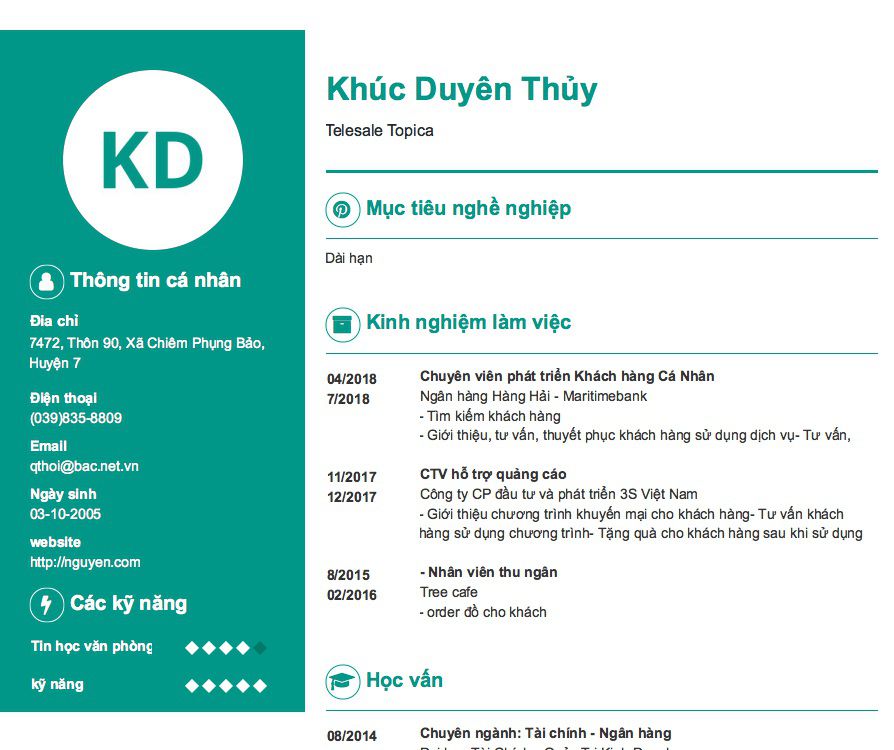 KD
Thông tin cá nhân
Địa chỉ
7472, Thôn 90, Xã Chiêm Phụng Bảo,
Huyện 7
Điện thoại
(039)835-8809
Email
qthoi@bac.net.vn
Ngày sinh
03-10-2005
website
http://nguyen.com
Các kỹ năng
Tin học văn phòng
kỹ năng
Khúc Duyên Thủy
Telesale Topica
Mục tiêu nghề nghiệp
Dài hạn
Kinh nghiệm làm việc
04/2018
7/2018
Chuyên viên phát triển Khách hàng Cá Nhân
Ngân hàng Hàng Hải - Maritimebank
- Tìm kiếm khách hàng
- Giới thiệu, tư vấn, thuyết phục khách hàng sử dụng dịch vụ- Tư vấn,
11/2017
12/2017
CTV hỗ trợ quảng cáo
Công ty CP đầu tư và phát triển 3S Việt Nam
- Giới thiệu chương trình khuyến mại cho khách hàng- Tư vấn khách
hàng sử dụng chương trình- Tặng quà cho khách hàng sau khi sử dụng
8/2015
02/2016
- Nhân viên thu ngân
Tree cafe
- order đồ cho khách
Học vấn
08/2014
Chuyên ngành: Tài chính - Ngân hàng